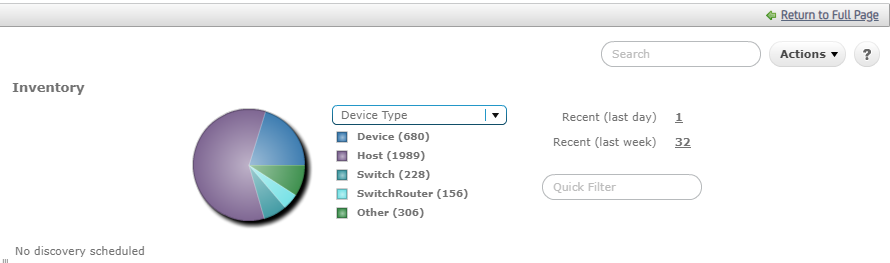 Return to Full Page
Search
Actions
?
Inventory
Device Type
Device (680)
Host (1989)
Switch (228)
SwitchRouter (156)
Other (306)
Recent (last day) 1
Recent (last week) 32
Quick Filter
No discovery scheduled